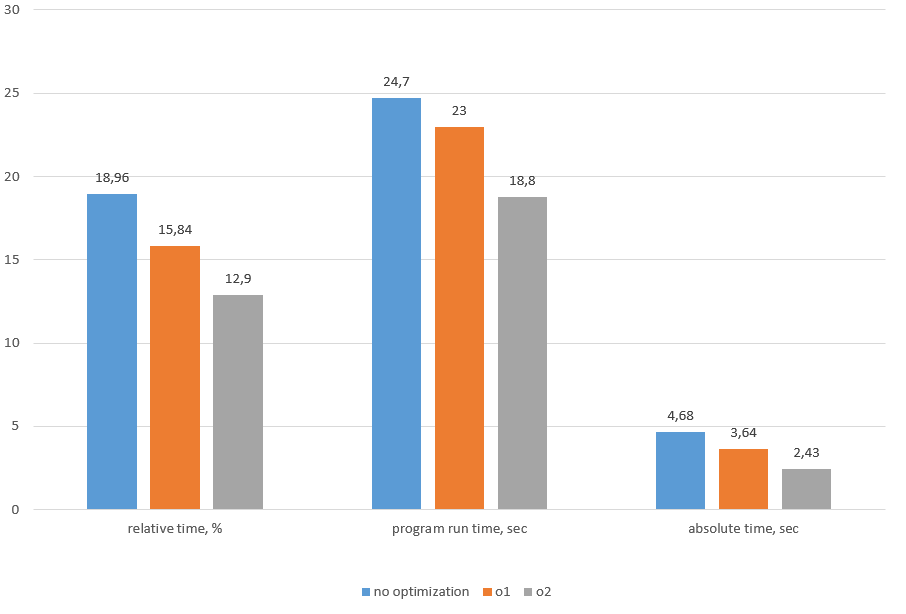 30
25
20
15
10
5
0
18,96
15,84
12,9
24,7
23
18,8
4,68
3,64
2,43
relative time, %
program run time, sec
absolute time, sec
no optimization
o1
o2